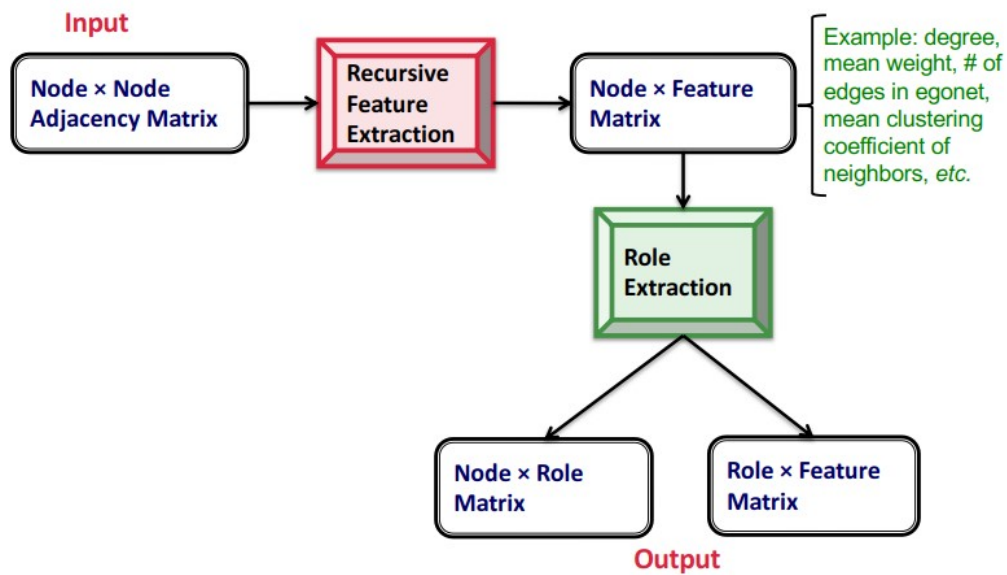 Input
Node × Node
Adjacency Matrix
Recursive
Feature
Extraction
Node × Feature
Matrix
Example: degree,
mean weight, # of
edges in egonet,
mean clustering
coefficient of
neighbors, etc.
Role
Extraction
Node × Role
Matrix
Role × Feature
Matrix
Output